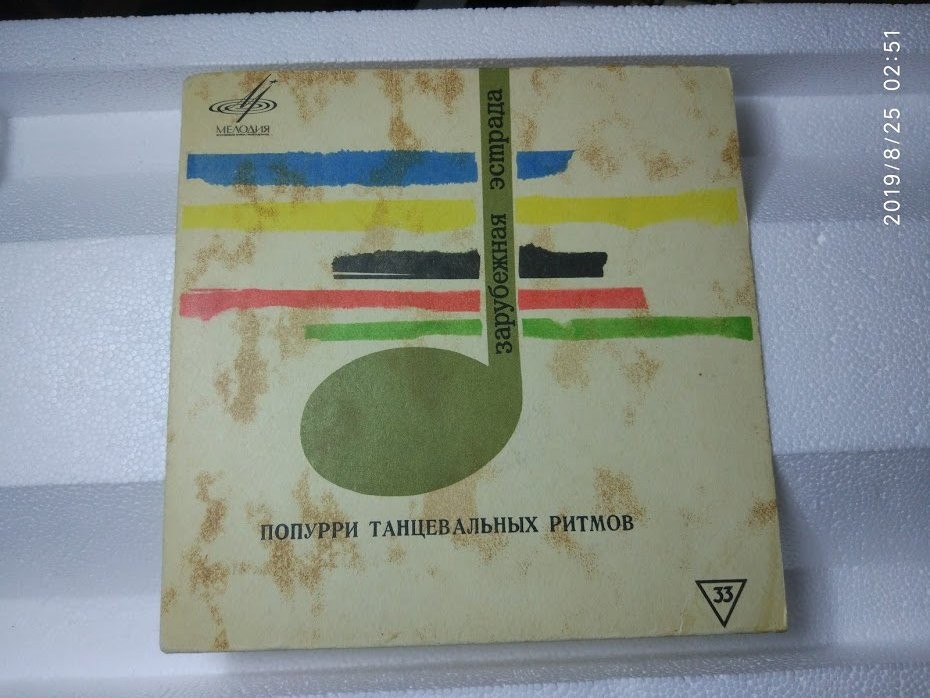 МЕЛОДИЯ
зарубежная эстрада
ПОПУРРИ ТАНЦЕВАЛЬНЫХ РИТМОВ
33
2019/8/25 02:51